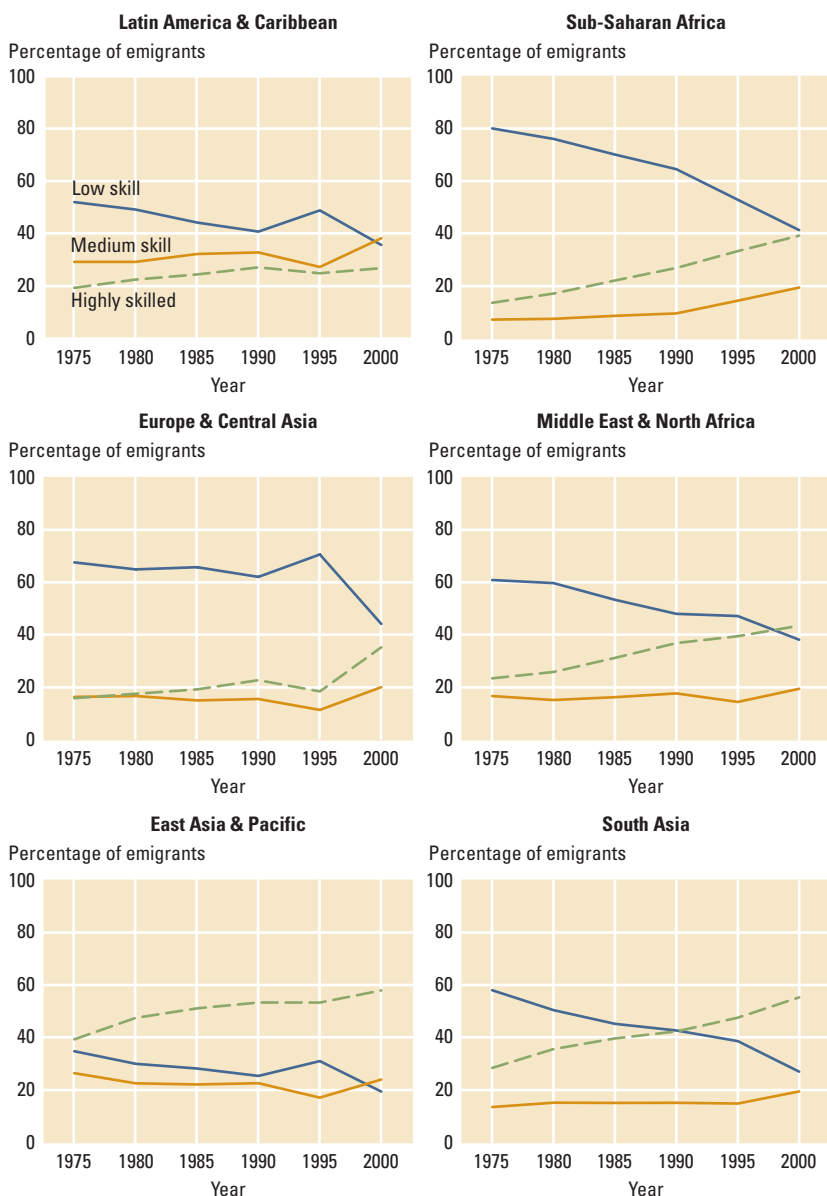 Latin America & Caribbean
Percentage of emigrants
100
80
60
40
20
0
Low skill
Medium skill
Highly skilled
1975 1980 1985 1990 1995 2000
Year
Sub-Saharan Africa
Percentage of emigrants
100
80
60
40
20
0
1975 1980 1985 1990 1995 2000
Year
Europe & Central Asia
Percentage of emigrants
100
80
60
40
20
0
1975 1980 1985 1990 1995 2000
Year
Middle East & North Africa
Percentage of emigrants
100
80
60
40
20
0
1975 1980 1985 1990 1995 2000
Year
East Asia & Pacific
Percentage of emigrants
100
80
60
40
20
0
1975 1980 1985 1990 1995 2000
Year
South Asia
Percentage of emigrants
100
80
60
40
20
0
1975 1980 1985 1990 1995 2000
Year